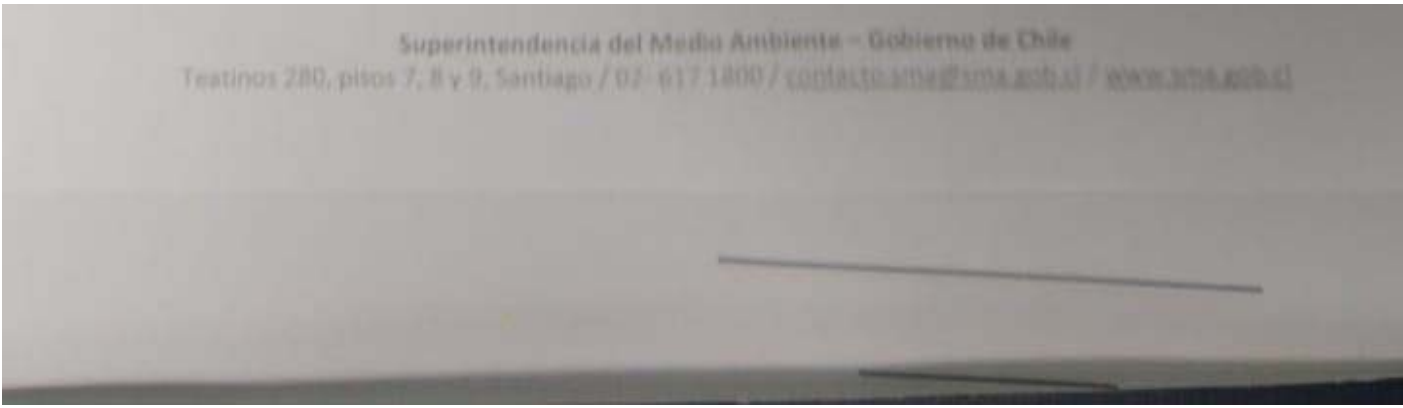 Superintendencia del Medio Ambiente – Gobierno de Chile
Teatinos 280, pisos 7, 8 y 9, Santiago / 02- 617 1800 / contacto.sma@sma.gob.cl / www.sma.gob.cl